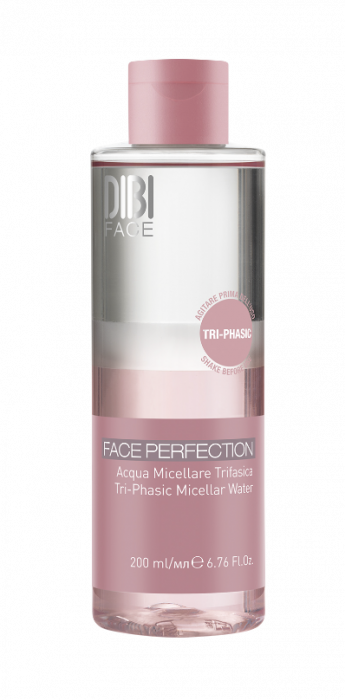 DIBI
FACE
AGITARE PRIMA
TRI-PHASIC
SHAKE BEFORE
FACE PERFECTION
Acqua Micellare Trifasica
Tri-Phasic Micellar Water
200 ml/мл℮6.76 Fl.Oz.